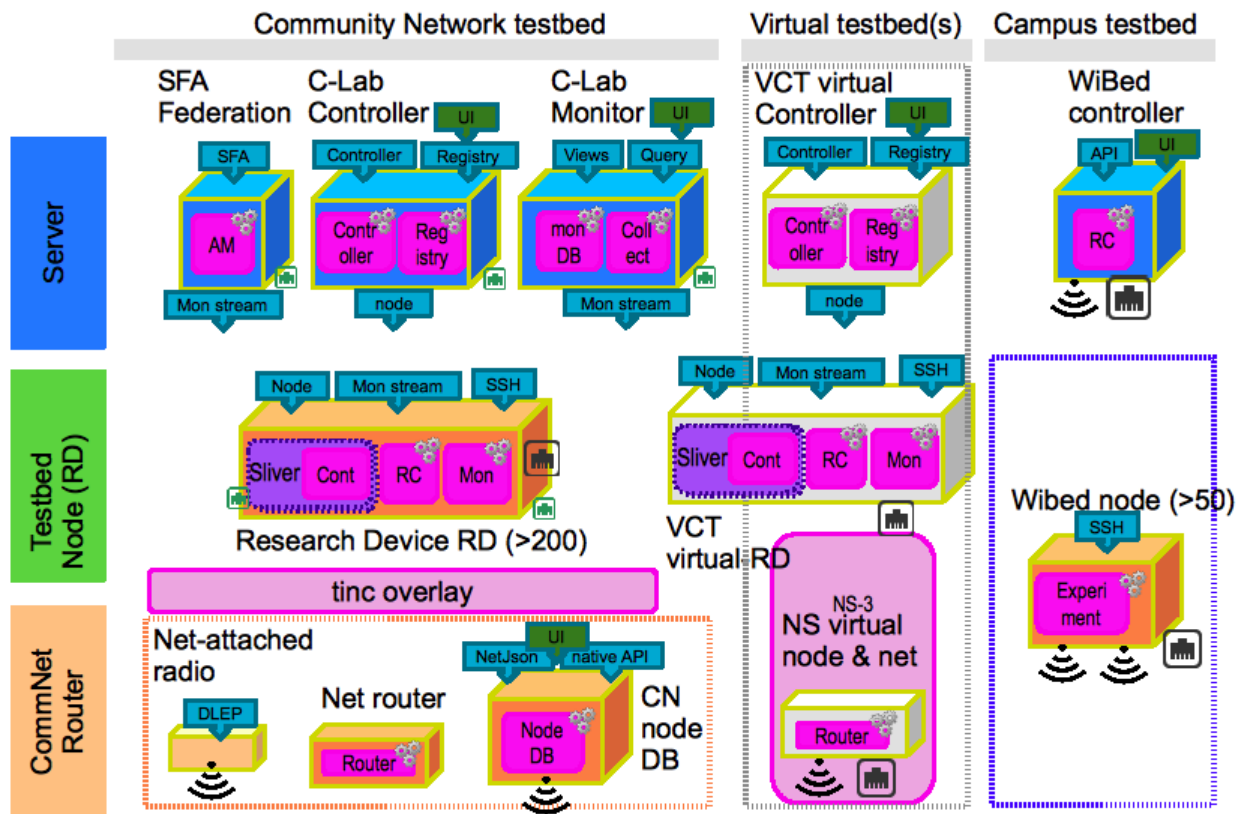 Community Network testbed
Virtual testbed(s)
Campus testbed
SFA
Federation
C-Lab
Controller
C-Lab
Monitor
VCT virtual
Controller
WiBed
controller
Server
SFA
Controller
UI
Registry
Views
UI
Query
Controller
UI
Registry
API
UI
AM
Contr
oller
Reg
istry
mon
DB
Coll
ect
Contr
oller
Reg
istry
RC
Mon stream
node
Mon stream
node
Testbed
Node (RD)
Node
Mon stream
SSH
Sliver
Cont
RC
Mon
Research Device RD (>200)
Node
Mon stream
SSH
Sliver
Cont
RC
Mon
VCT
virtual RD
Wibed node (>50)
SSH
Experi
ment
tinc overlay
CommNet
Router
Net-attached
radio
DLEP
Net router
Router
UI
NetJson
native API
Node
DB
CN
node
DB
NS-3
NS virtual
node & net
Router